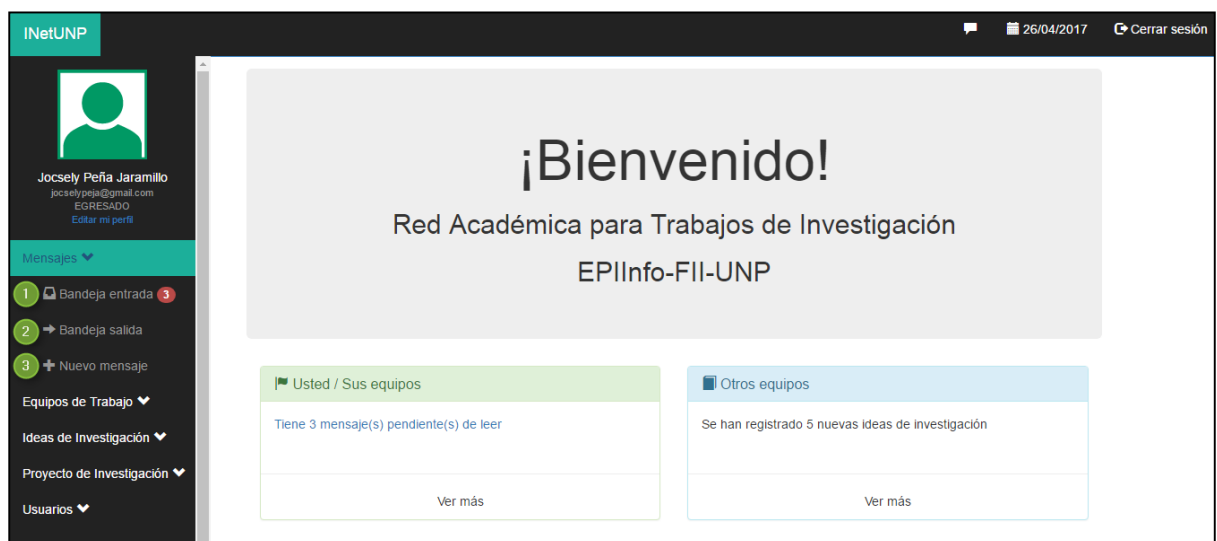 INetUNP
26/04/2017
Cerrar sesión
Jocsely Peña Jaramillo
jocselypeja@gmail.com
EGRESADO
Editar mi perfil
Mensajes
1 Bandeja entrada 3
2 Bandeja salida
3 Nuevo mensaje
Equipos de Trabajo
Ideas de Investigación
Proyecto de Investigación
Usuarios
¡Bienvenido!
Red Académica para Trabajos de Investigación
EPIInfo-FII-UNP
Usted / Sus equipos
Tiene 3 mensaje(s) pendiente(s) de leer
Ver más
Otros equipos
Se han registrado 5 nuevas ideas de investigación
Ver más